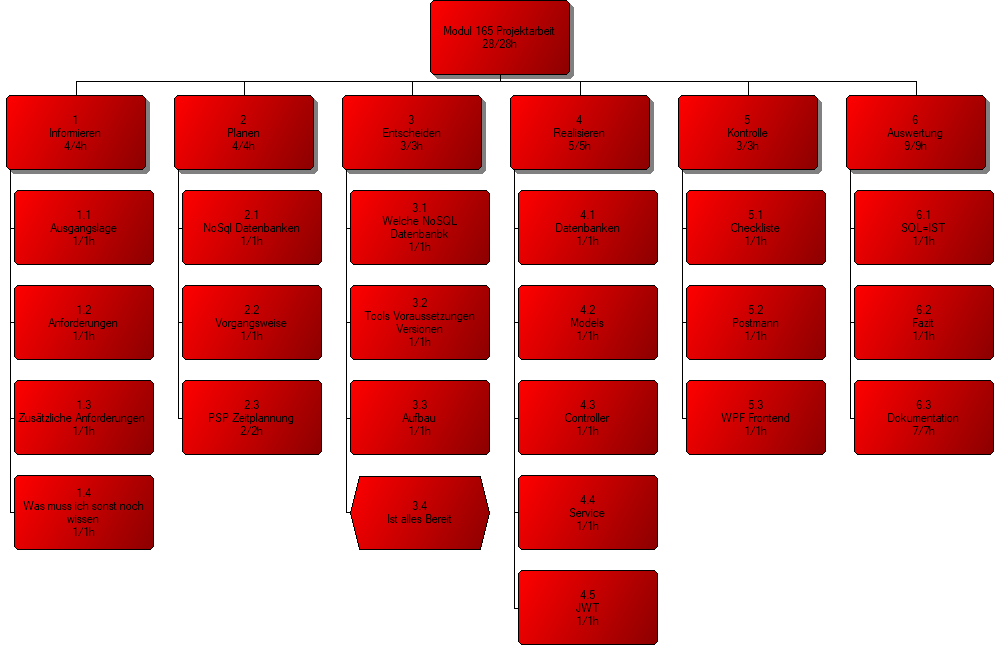 Modul 165 Projektarbeit
28/28h
1
Informieren
4/4h
2
Planen
4/4h
3
Entscheiden
3/3h
4
Realisieren
5/5h
5
Kontrolle
3/3h
6
Auswertung
9/9h
1.1
Ausgangslage
1/1h
2.1
NoSql Datenbanken
1/1h
3.1
Welche NoSQL
Datenbanbk
1/1h
4.1
Datenbanken
1/1h
5.1
Checkliste
1/1h
6.1
SOL=IST
1/1h
1.2
Anforderungen
1/1h
2.2
Vorgangsweise
1/1h
3.2
Tools Voraussetzungen
Versionen
1/1h
4.2
Models
1/1h
5.2
Postmann
1/1h
6.2
Fazit
1/1h
1.3
Zusätzliche Anforderungen
1/1h
2.3
PSP Zeitplannung
2/2h
3.3
Aufbau
1/1h
4.3
Controller
1/1h
5.3
WPF Frontend
1/1h
6.3
Dokumentation
7/7h
1.4
Was muss ich sonst noch
wissen
1/1h
3.4
Ist alles Bereit
4.4
Service
1/1h
4.5
JWT
1/1h